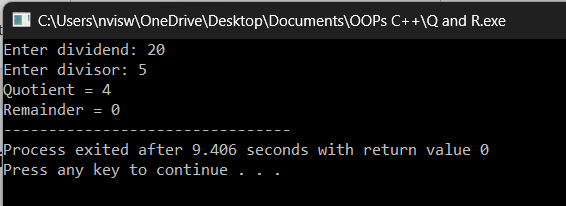 C:\Users\nvisw\OneDrive\Desktop\Documents\OOPs C++\Q and R.exe
Enter dividend: 20
Enter divisor: 5
Quotient = 4
Remainder = 0
--------------------------------
Process exited after 9.406 seconds with return value 0
Press any key to continue . . .